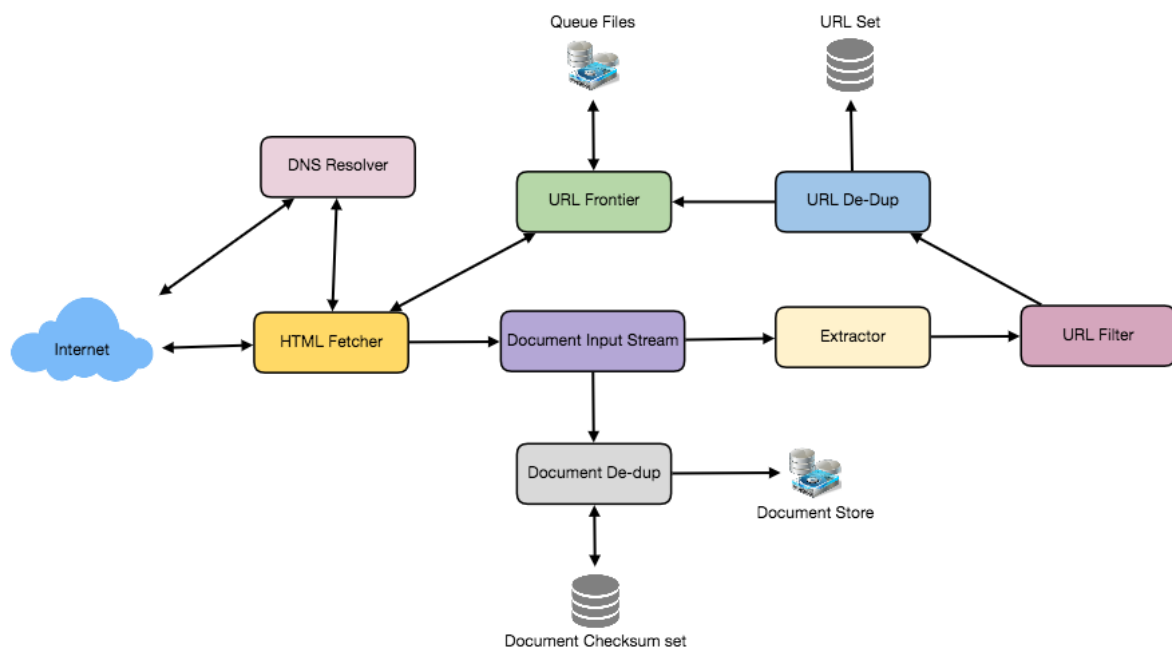 Queue Files
URL Set
DNS Resolver
URL Frontier
URL De-Dup
Internet
HTML Fetcher
Document Input Stream
Extractor
URL Filter
Document De-dup
Document Store
Document Checksum set